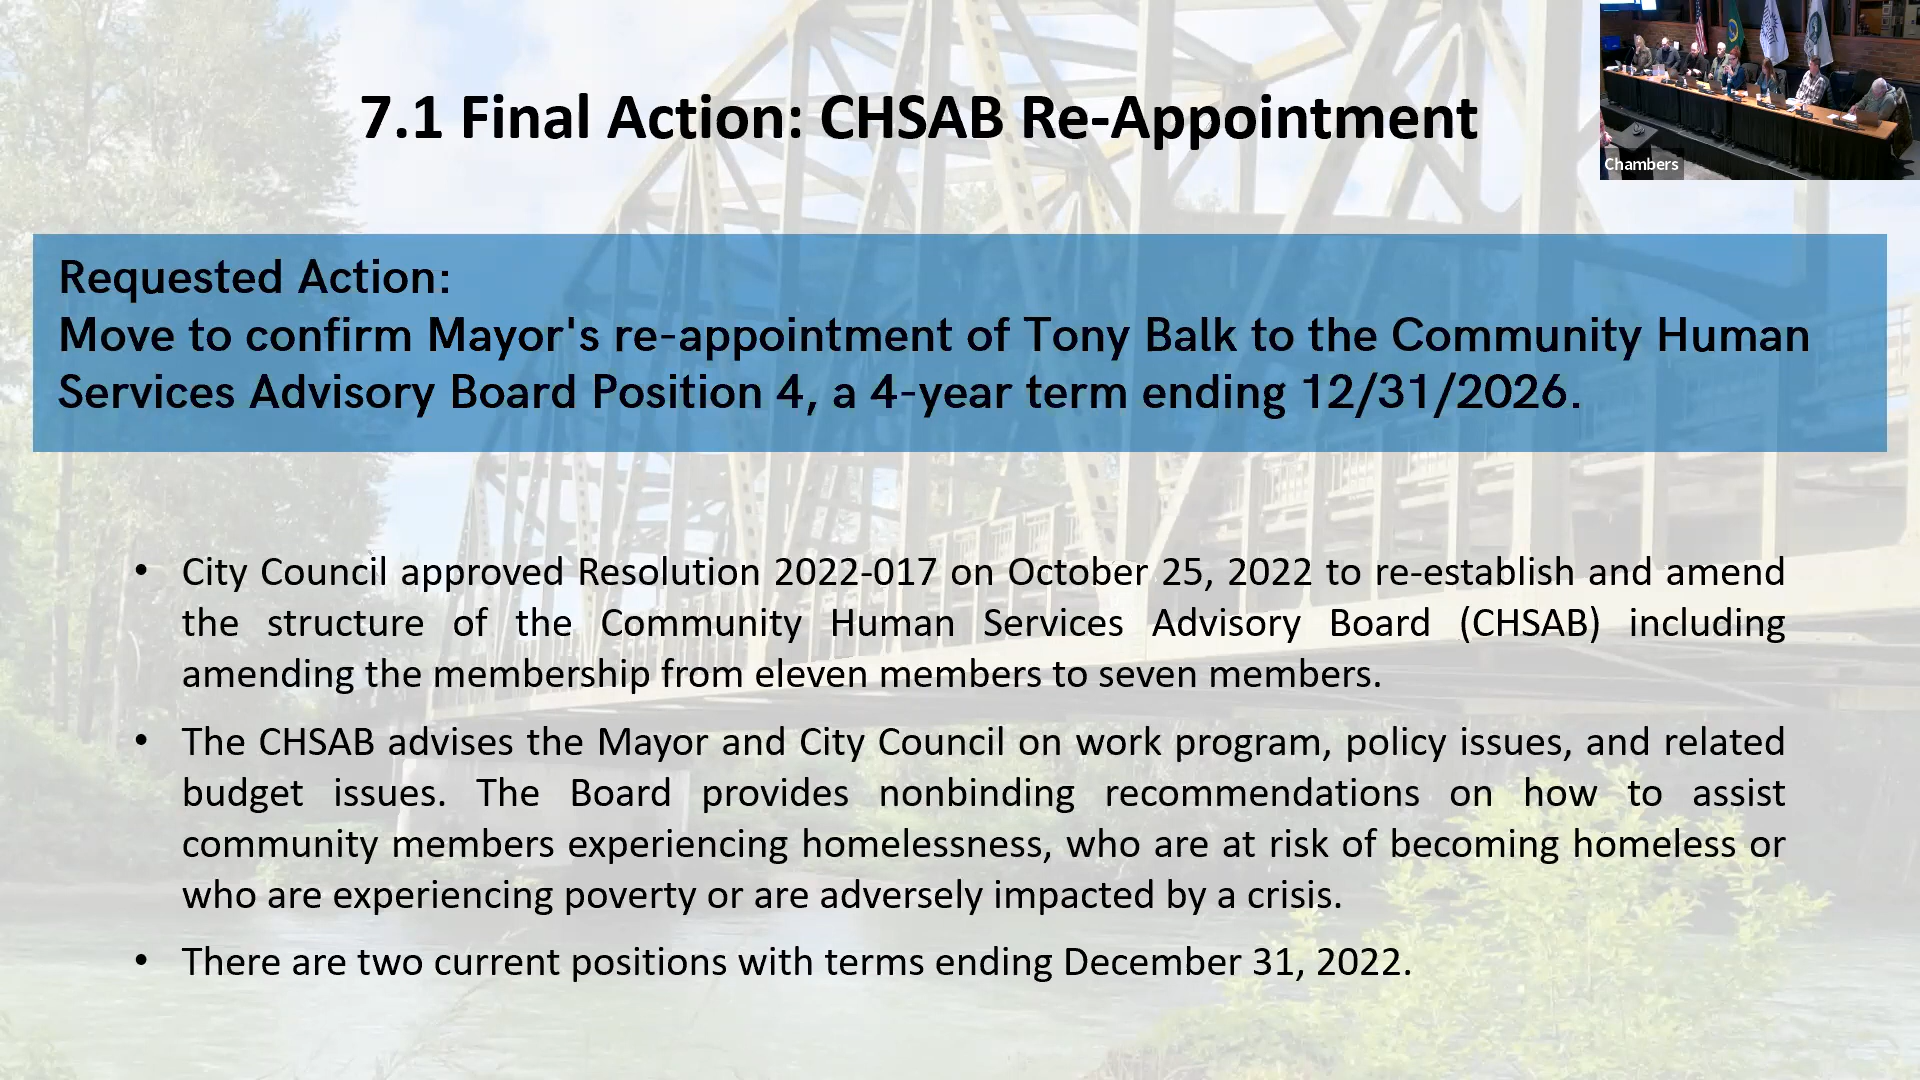 7.1 Final Action: CHSAB Re-Appointment
Chambers
Requested Action:
Move to confirm Mayor's re-appointment of Tony Balk to the Community Human
Services Advisory Board Position 4, a 4-year term ending 12/31/2026.
• City Council approved Resolution 2022-017 on October 25, 2022 to re-establish and amend
the structure of the Community Human Services Advisory Board (CHSAB) including
amending the membership from eleven members to seven members.
• The CHSAB advises the Mayor and City Council on work program, policy issues, and related
budget issues. The Board provides nonbinding recommendations on how to assist
community members experiencing homelessness, who are at risk of becoming homeless or
who are experiencing poverty or are adversely impacted by a crisis.
• There are two current positions with terms ending December 31, 2022.